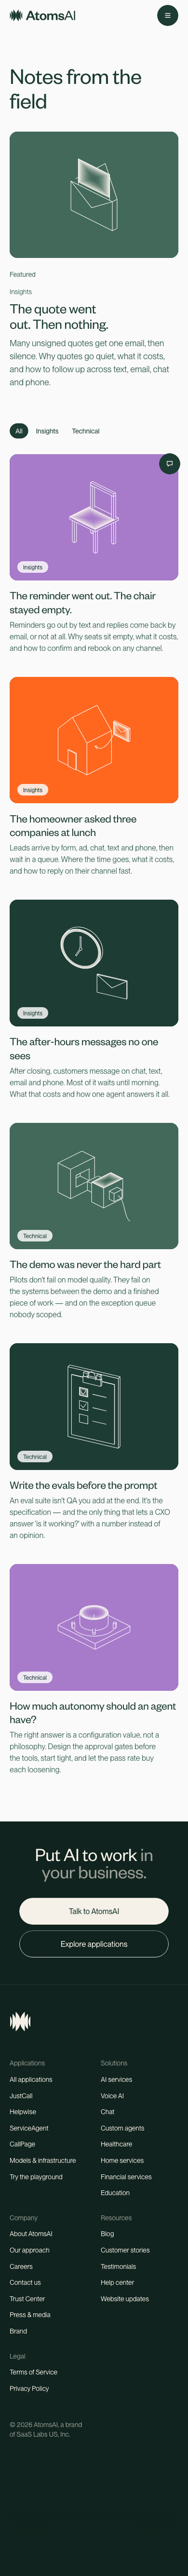 AtomsAI
Notes from the
field
Featured
Insights
The quote went
out. Then nothing.
Many unsigned quotes get one email, then
silence. Why quotes go quiet, what it costs,
and how to follow up across text, email, chat
and phone.
All Insights Technical
Insights
The reminder went out. The chair
stayed empty.
Reminders go out by text and replies come back by
email, or not at all. Why seats sit empty, what it costs,
and how to confirm and rebook on any channel.
Insights
The homeowner asked three
companies at lunch
Leads arrive by form, ad, chat, text and phone, then
wait in a queue. Where the time goes, what it costs,
and how to reply on their channel fast.
Insights
The after-hours messages no one
sees
After closing, customers message on chat, text,
email and phone. Most of it waits until morning.
What that costs and how one agent answers it all.
Technical
The demo was never the hard part
Pilots don't fail on model quality. They fail on
the systems between the demo and a finished
piece of work — and on the exception queue
nobody scoped.
Technical
Write the evals before the prompt
An eval suite isn't QA you add at the end. It's the
specification — and the only thing that lets a CXO
answer 'is it working?' with a number instead of
an opinion.
Technical
How much autonomy should an agent
have?
The right answer is a configuration value, not a
philosophy. Design the approval gates before
the tools, start tight, and let the pass rate buy
each loosening.
Put AI to work in
your business.
Talk to AtomsAI
Explore applications
Applications
All applications
JustCall
Helpwise
ServiceAgent
CallPage
Models & infrastructure
Try the playground
Solutions
AI services
Voice AI
Chat
Custom agents
Healthcare
Home services
Financial services
Education
Company
About AtomsAI
Our approach
Careers
Contact us
Trust Center
Press & media
Brand
Resources
Blog
Customer stories
Testimonials
Help center
Website updates
Legal
Terms of Service
Privacy Policy
© 2026 AtomsAI, a brand
of SaaS Labs US, Inc.